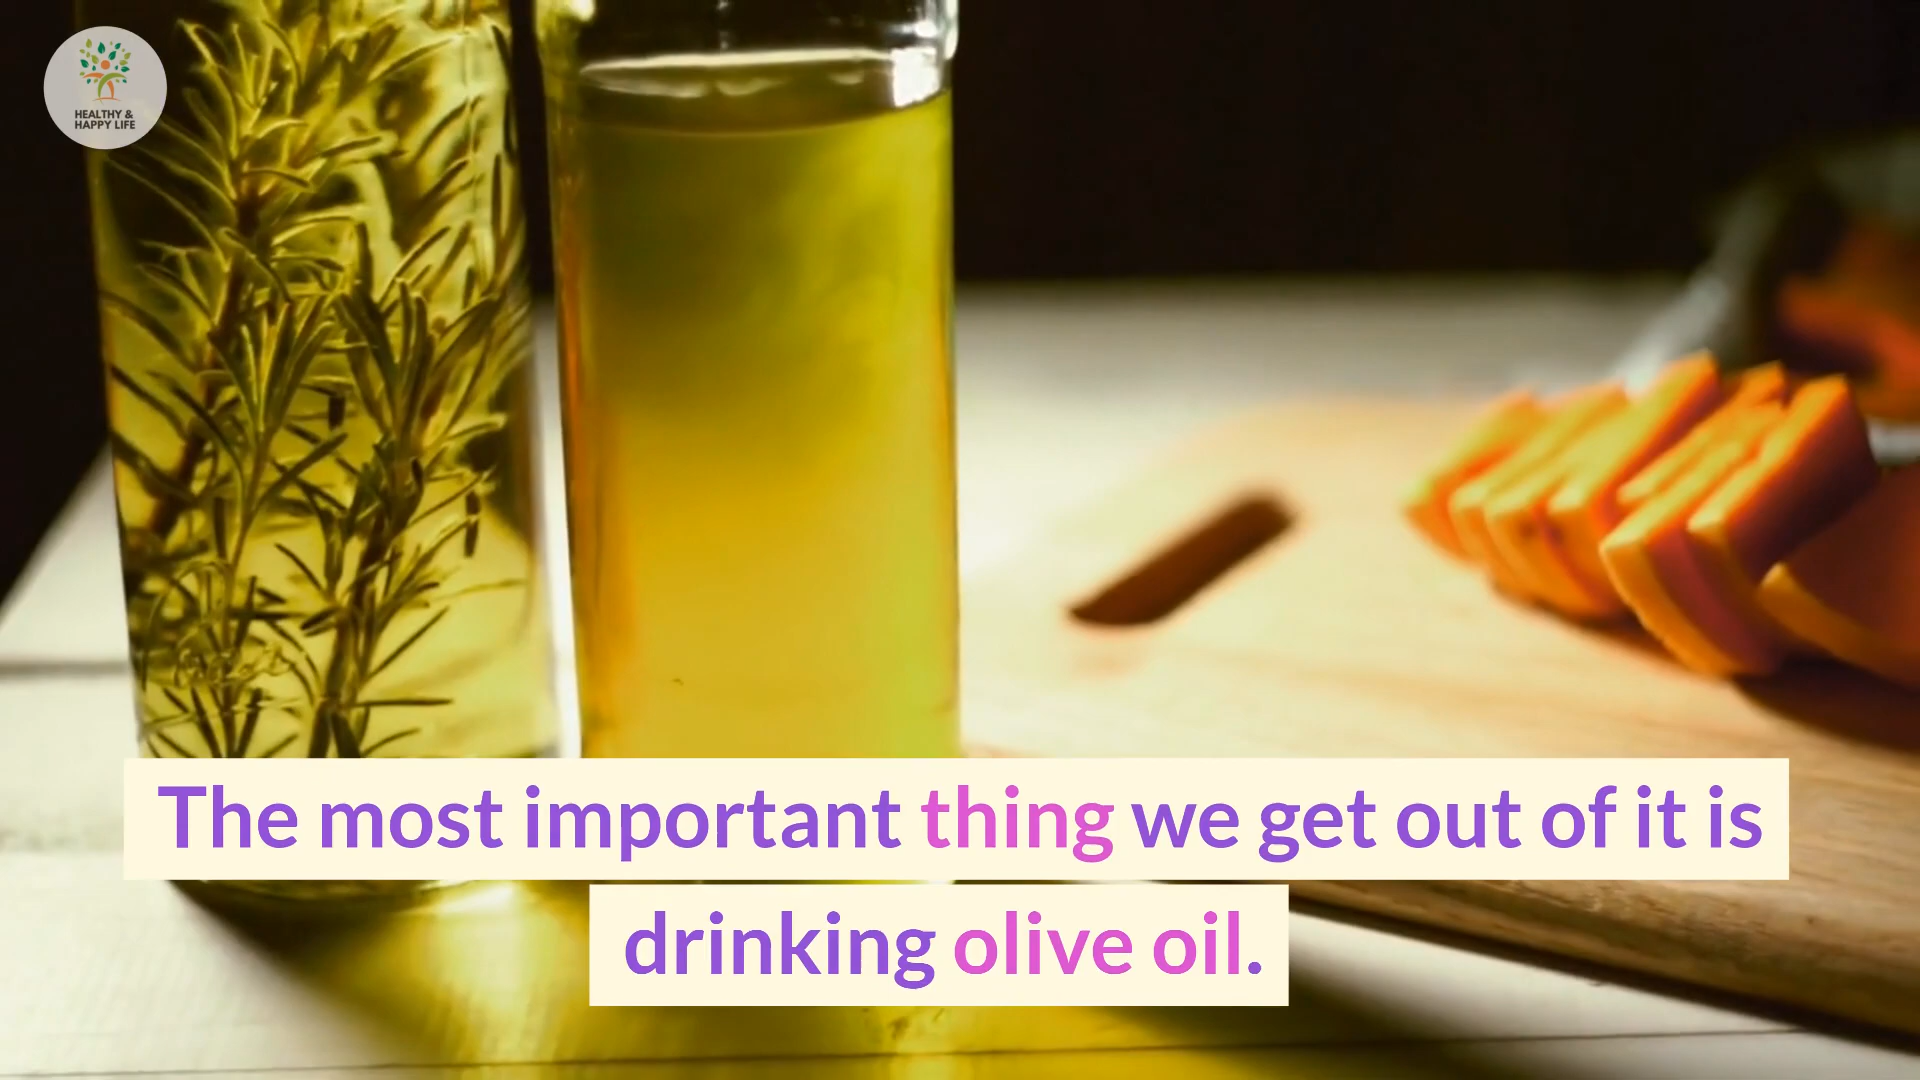 HEALTHY &
HAPPY LIFE
The most important thing we get out of it is
drinking olive oil.